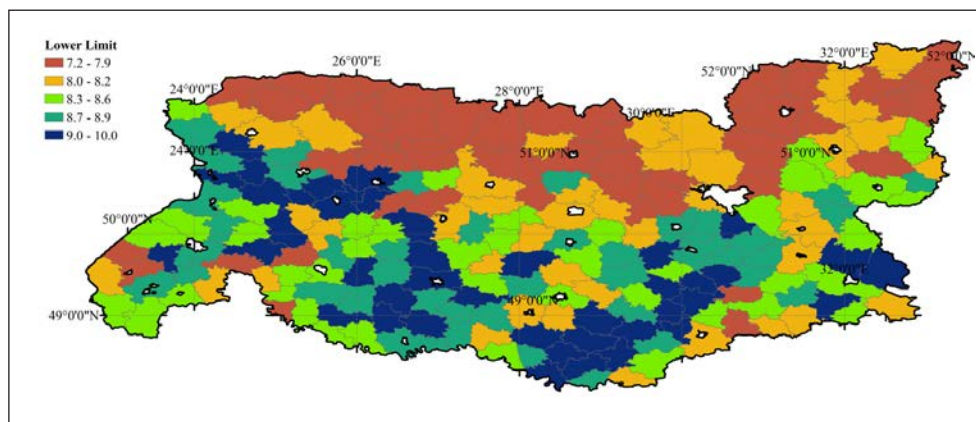 Lower Limit
7.2 - 7.9
8.0 - 8.2
8.3 - 8.6
8.7 - 8.9
9.0 - 10.0
26°0'0"E
32°0'0"E
52°0'0"N
52°0'0"N
24°0'0"E
28°0'0"E
30°0'0"E
24°0'0"E
51°0'0"N
51°0'0"N
50°0'0"N
32°0'0"E
49°0'0"N
49°0'0"N